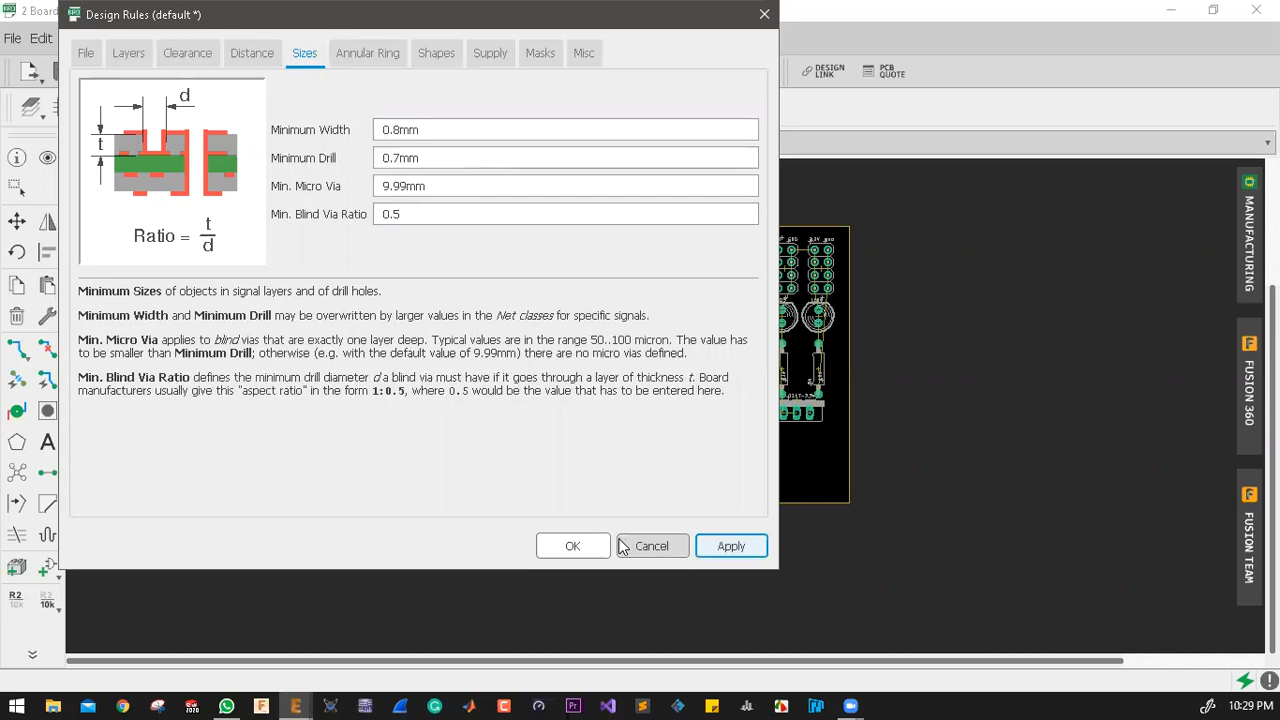 2 Board
Design Rules (default *)
File Edit
File Layers Clearance Distance Sizes Annular Ring Shapes Supply Masks Misc
DESIGN LINK
PCB QUOTE
d
t
Ratio = t
d
Minimum Width 0.8mm
Minimum Drill 0.7mm
Min. Micro Via 9.99mm
Min. Blind Via Ratio 0.5
Minimum Sizes of objects in signal layers and of drill holes.
Minimum Width and Minimum Drill may be overwritten by larger values in the Net classes for specific signals.
Min. Micro Via applies to blind vias that are exactly one layer deep. Typical values are in the range 50..100 micron. The value has
to be smaller than Minimum Drill; otherwise (e.g. with the default value of 9.99mm) there are no micro vias defined.
Min. Blind Via Ratio defines the minimum drill diameter d a blind via must have if it goes through a layer of thickness t. Board
manufacturers usually give this "aspect ratio" in the form 1:0.5, where 0.5 would be the value that has to be entered here.
OK Cancel Apply
MANUFACTURING
FUSION 360
FUSION TEAM
R2
10k
R2
10k
10:29 PM